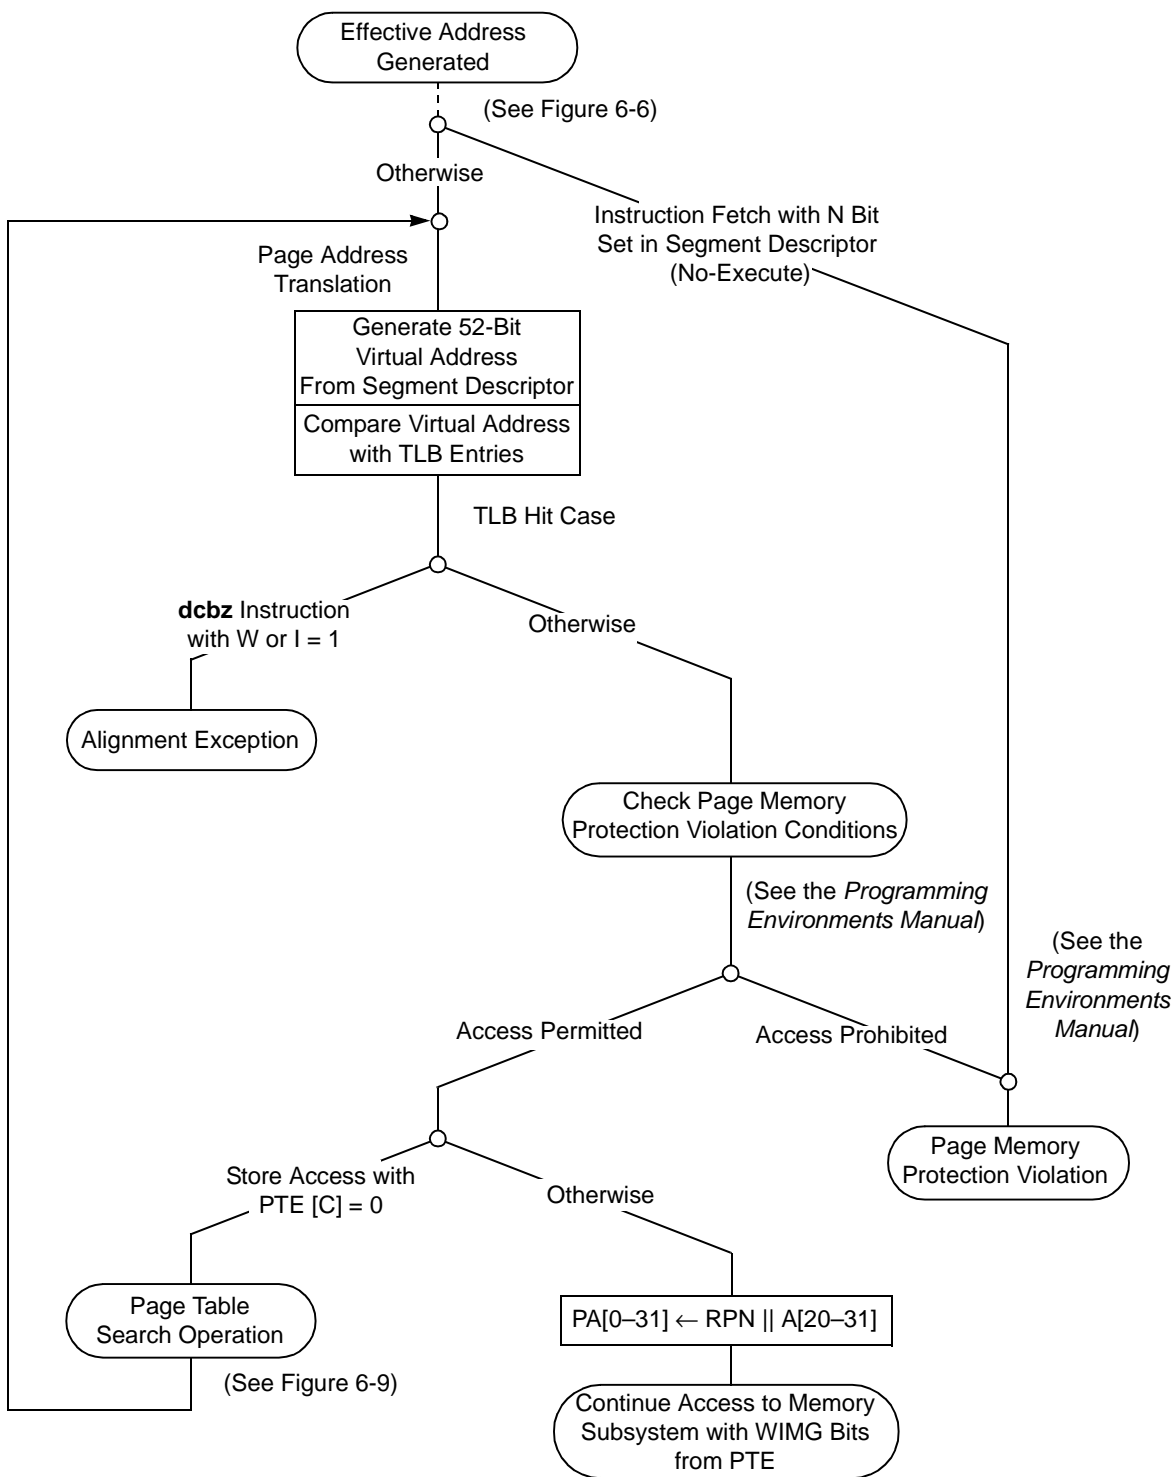 Effective Address
Generated
(See Figure 6-6)
Otherwise
Instruction Fetch with N Bit
Set in Segment Descriptor
(No-Execute)
Page Address
Translation
Generate 52-Bit
Virtual Address
From Segment Descriptor
Compare Virtual Address
with TLB Entries
TLB Hit Case
dcbz Instruction
with W or I = 1
Otherwise
Alignment Exception
Check Page Memory
Protection Violation Conditions
(See the Programming
Environments Manual)
(See the
Programming
Environments
Manual)
Access Permitted
Access Prohibited
Page Memory
Protection Violation
Store Access with
PTE [C] = 0
Otherwise
Page Table
Search Operation
(See Figure 6-9)
PA[0–31] ← RPN || A[20–31]
Continue Access to Memory
Subsystem with WIMG Bits
from PTE